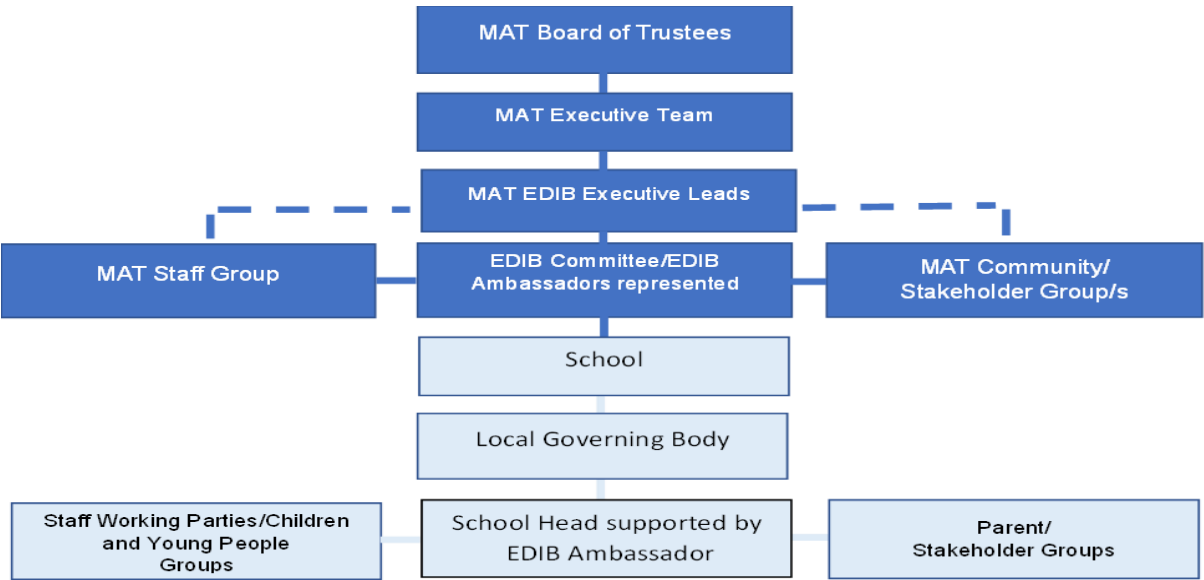 MAT Board of Trustees
MAT Executive Team
MAT EDIB Executive Leads
MAT Staff Group
EDIB Committee/EDIB
Ambassadors represented
MAT Community/
Stakeholder Group/s
School
Local Governing Body
Staff Working Parties/Children
and Young People
Groups
School Head supported by
EDIB Ambassador
Parent/
Stakeholder Groups